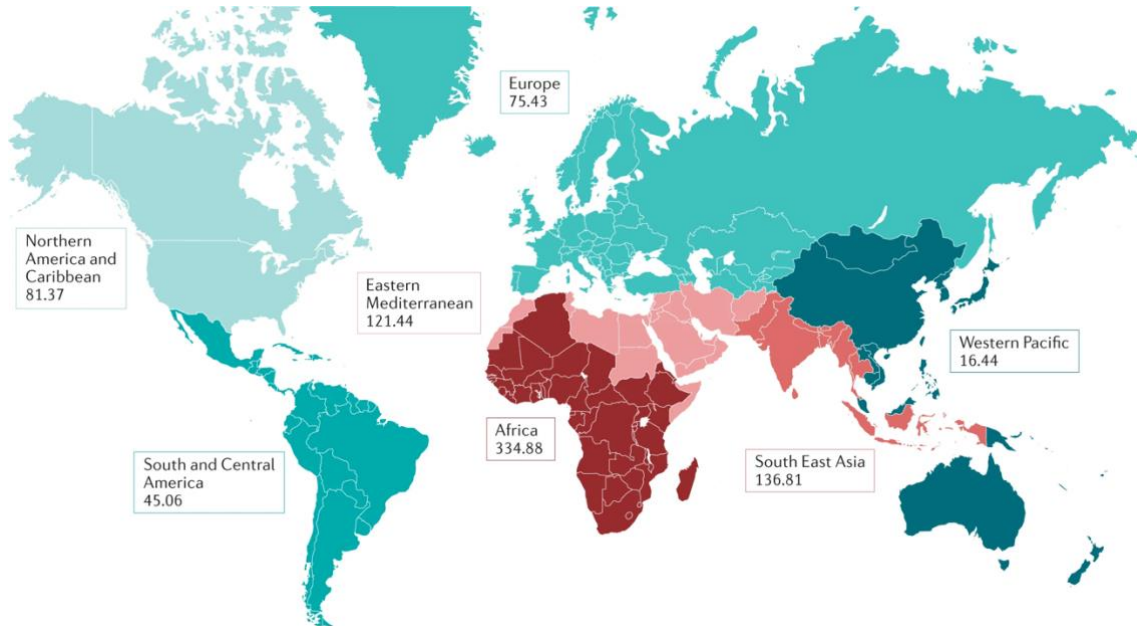 Europe
75.43
Northern
America and
Caribbean
81.37
Eastern
Mediterranean
121.44
Western Pacific
16.44
Africa
334.88
South and Central
America
45.06
South East Asia
136.81